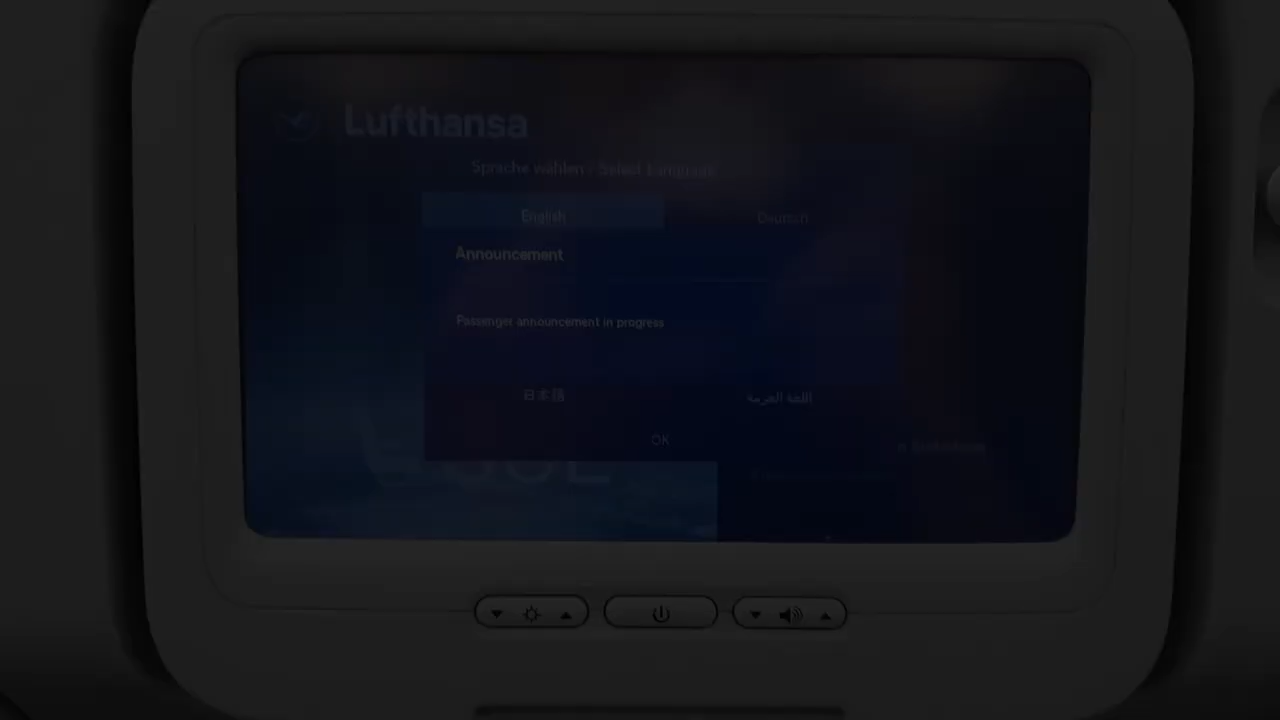 Lufthansa
Sprache wählen - Select Language
English
Deutsch
Announcement
Passenger announcement in progress
日本語
اللغة العربية
OK